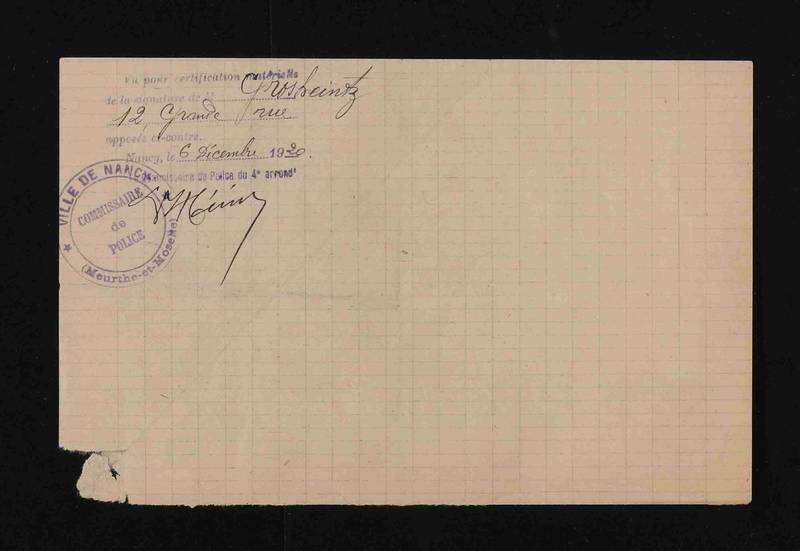 Vu pour certification matérielle
de la signature de M Grosheintz
12, Grande rue
apposée ci-contre.
Nancy, le 6 Décembre 1920.
Commissaire de Police du 4e arrondt
VILLE DE NANCY
COMMISSAIRE
de
POLICE
(Meurthe-et-Moselle)